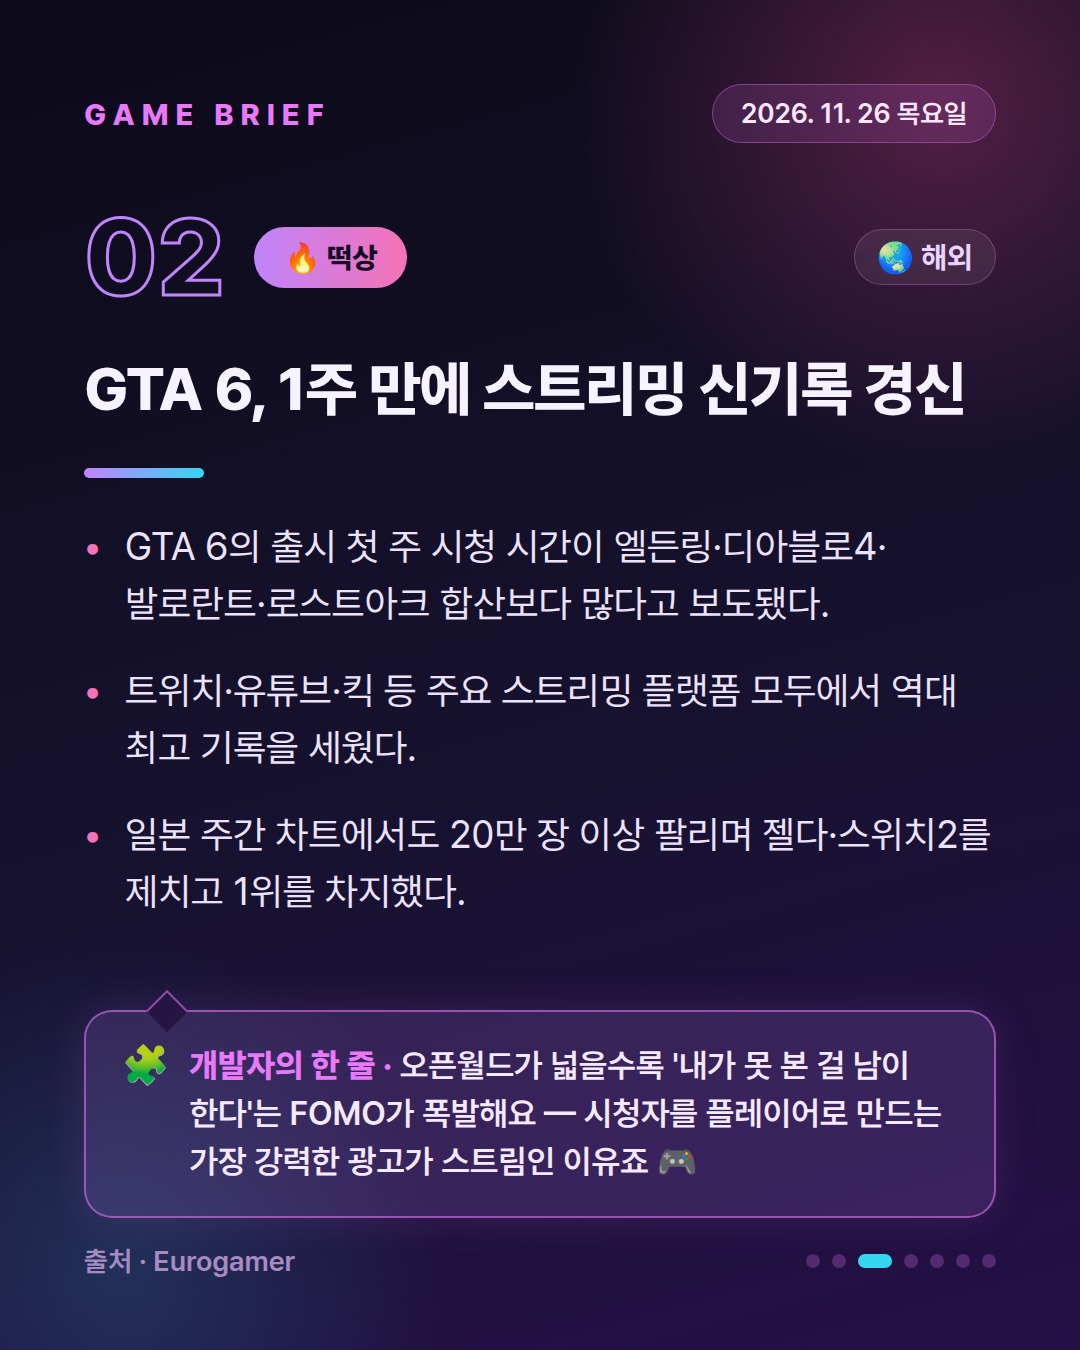 GAME BRIEF
2026. 11. 26 목요일
02
🔥 떡상
🌏 해외
GTA 6, 1주 만에 스트리밍 신기록 경신
• GTA 6의 출시 첫 주 시청 시간이 엘든링·디아블로4·
발로란트·로스트아크 합산보다 많다고 보도됐다.
• 트위치·유튜브·킥 등 주요 스트리밍 플랫폼 모두에서 역대
최고 기록을 세웠다.
• 일본 주간 차트에서도 20만 장 이상 팔리며 젤다·스위치2를
제치고 1위를 차지했다.
🧩 개발자의 한 줄 · 오픈월드가 넓을수록 '내가 못 본 걸 남이
한다'는 FOMO가 폭발해요 — 시청자를 플레이어로 만드는
가장 강력한 광고가 스트림인 이유죠 🎮
출처 · Eurogamer